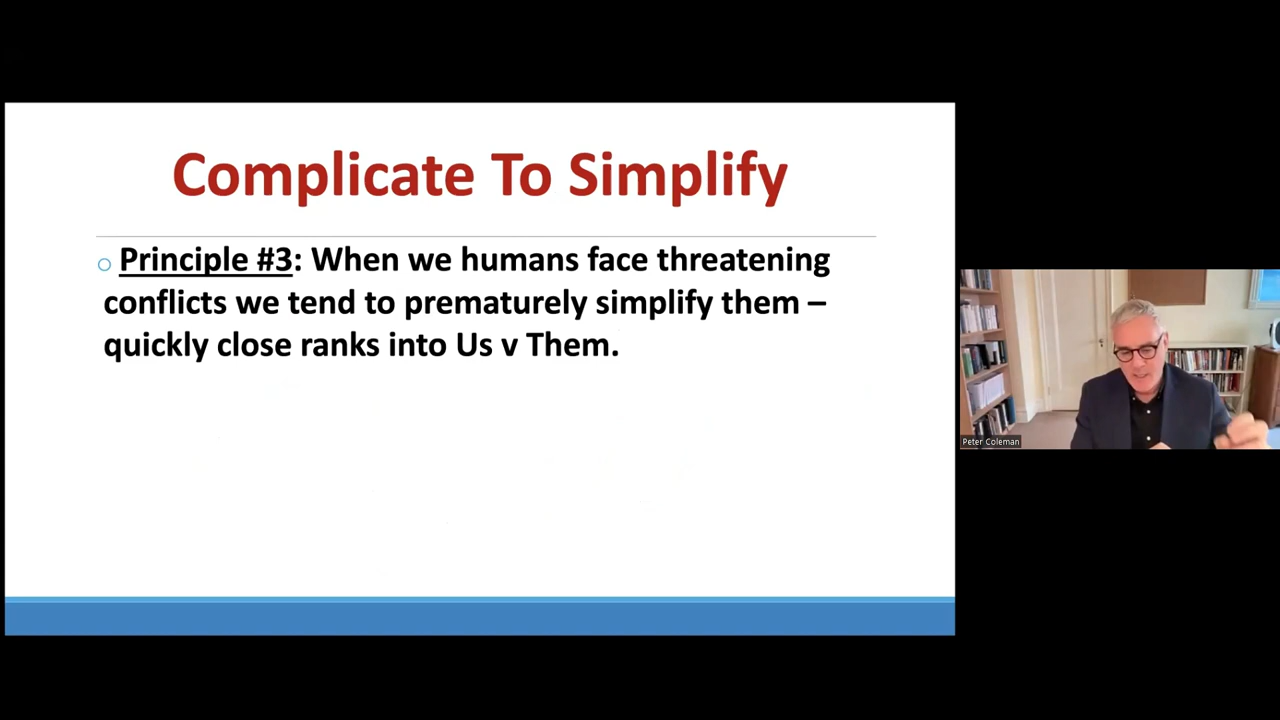 Complicate To Simplify
Principle #3: When we humans face threatening
conflicts we tend to prematurely simplify them –
quickly close ranks into Us v Them.
Peter Coleman